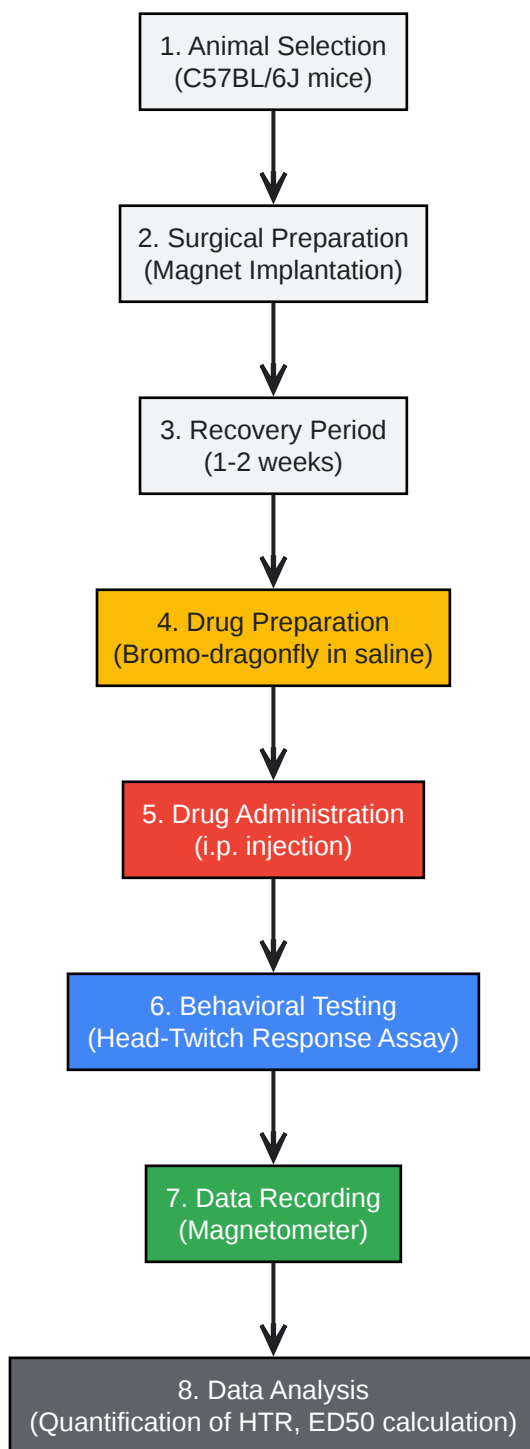 1. Animal Selection
(C57BL/6J mice)
2. Surgical Preparation
(Magnet Implantation)
3. Recovery Period
(1-2 weeks)
4. Drug Preparation
(Bromo-dragonfly in saline)
5. Drug Administration
(i.p. injection)
6. Behavioral Testing
(Head-Twitch Response Assay)
7. Data Recording
(Magnetometer)
8. Data Analysis
(Quantification of HTR, ED50 calculation)